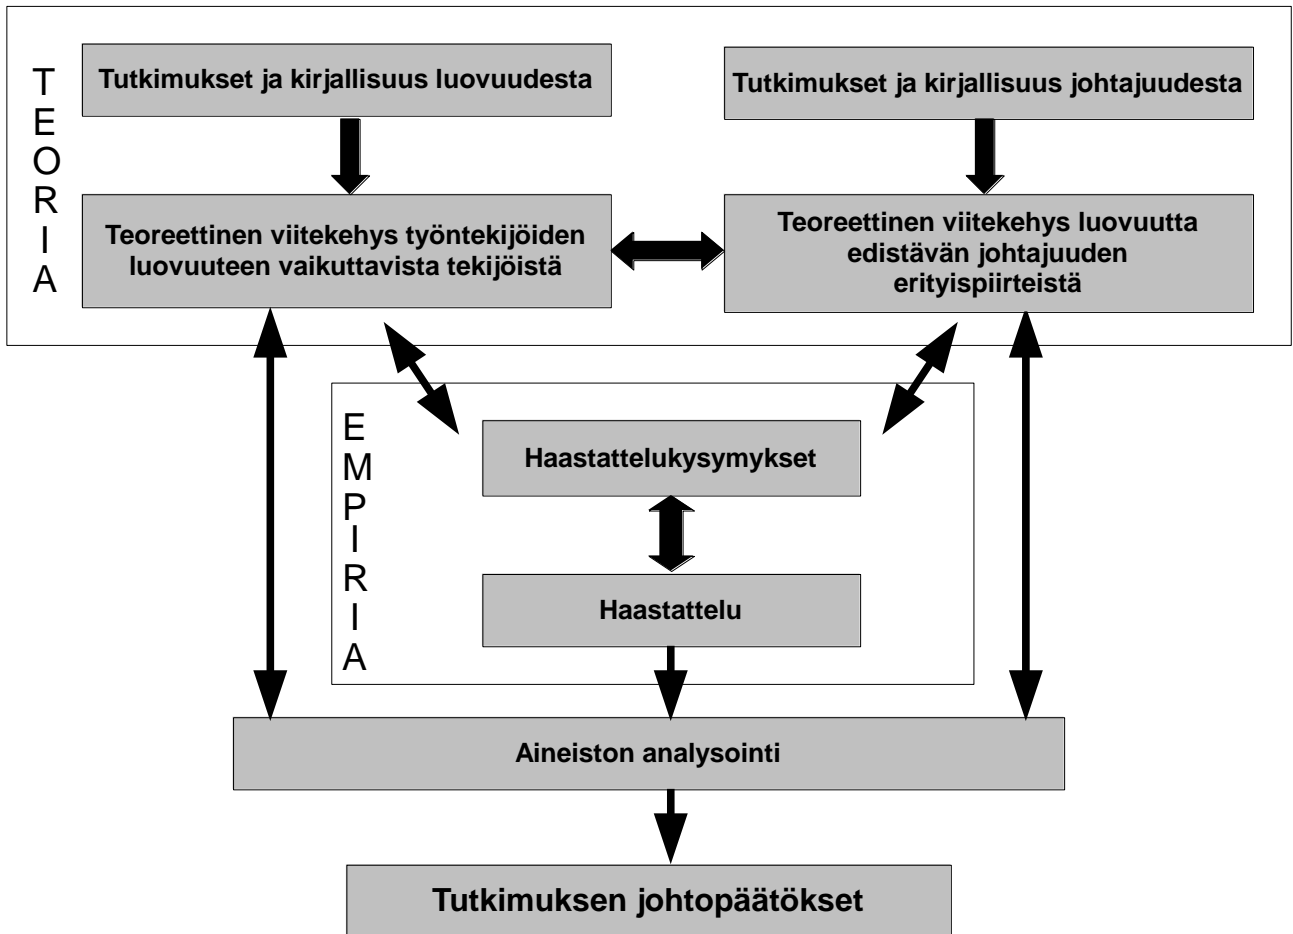 TEORIA
Tutkimukset ja kirjallisuus luovuudesta
Tutkimukset ja kirjallisuus johtajuudesta
Teoreettinen viitekehys työntekijöiden
luovuuteen vaikuttavista tekijöistä
Teoreettinen viitekehys luovuutta
edistävän johtajuuden
erityispiirteistä
EMPIRIA
Haastattelukysymykset
Haastattelu
Aineiston analysointi
Tutkimuksen johtopäätökset